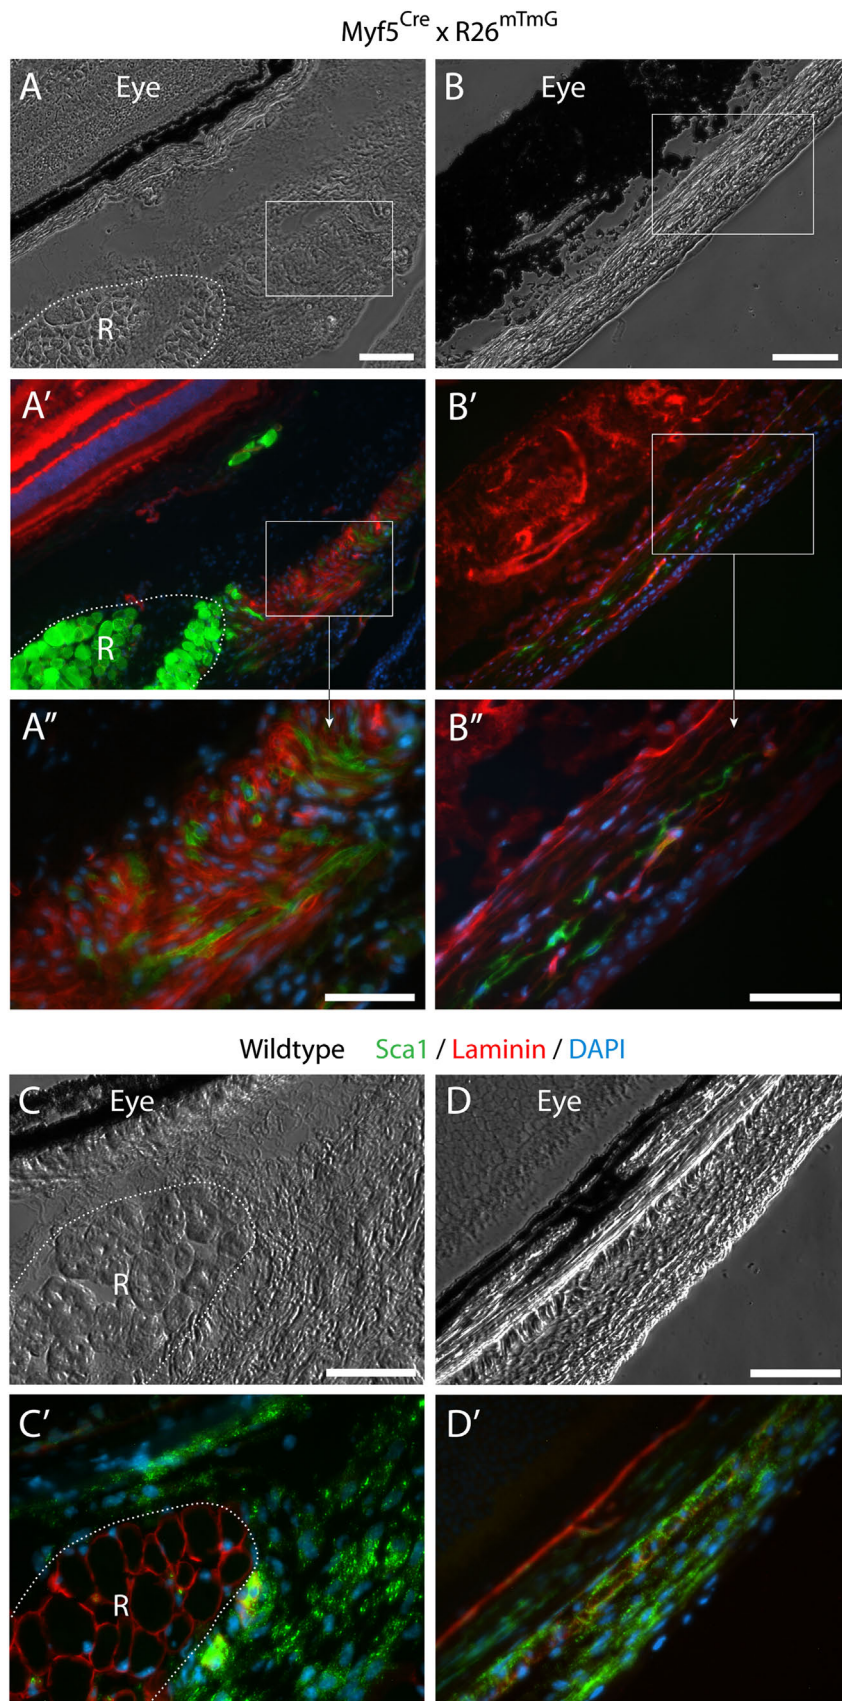 Myf5Cre x R26mTmG
A Eye
R
B Eye
A′
R
B′
A″
B″
Wildtype Sca1 / Laminin / DAPI
C Eye
R
D Eye
C′
R
D′